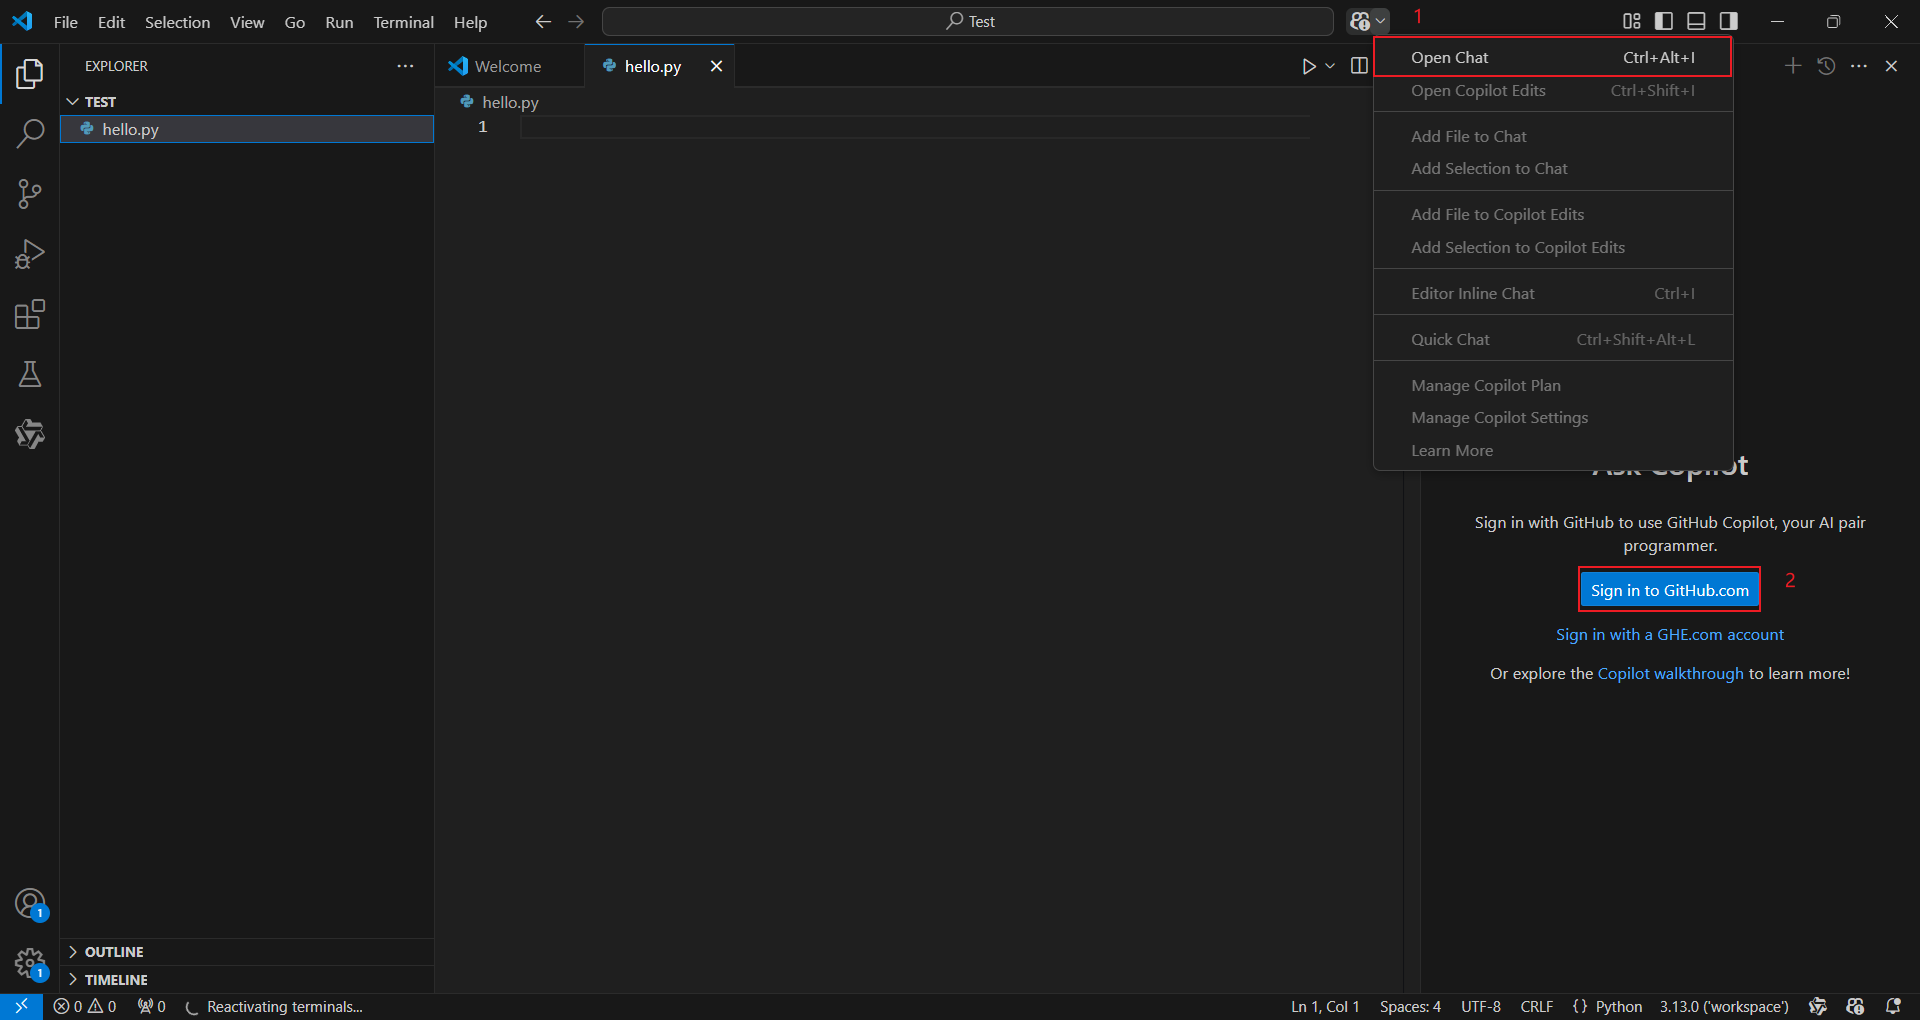 File Edit Selection View Go Run Terminal Help
Test
1
EXPLORER
TEST
hello.py
Welcome
hello.py
hello.py
1
Open Chat Ctrl+Alt+I
Open Copilot Edits Ctrl+Shift+I
Add File to Chat
Add Selection to Chat
Add File to Copilot Edits
Add Selection to Copilot Edits
Editor Inline Chat Ctrl+I
Quick Chat Ctrl+Shift+Alt+L
Manage Copilot Plan
Manage Copilot Settings
Learn More
Ask Copilot
Sign in with GitHub to use GitHub Copilot, your AI pair
programmer.
Sign in to GitHub.com
2
Sign in with a GHE.com account
Or explore the Copilot walkthrough to learn more!
1
1
OUTLINE
TIMELINE
0 0 0 Reactivating terminals...
Ln 1, Col 1 Spaces: 4 UTF-8 CRLF {} Python 3.13.0 ('workspace')